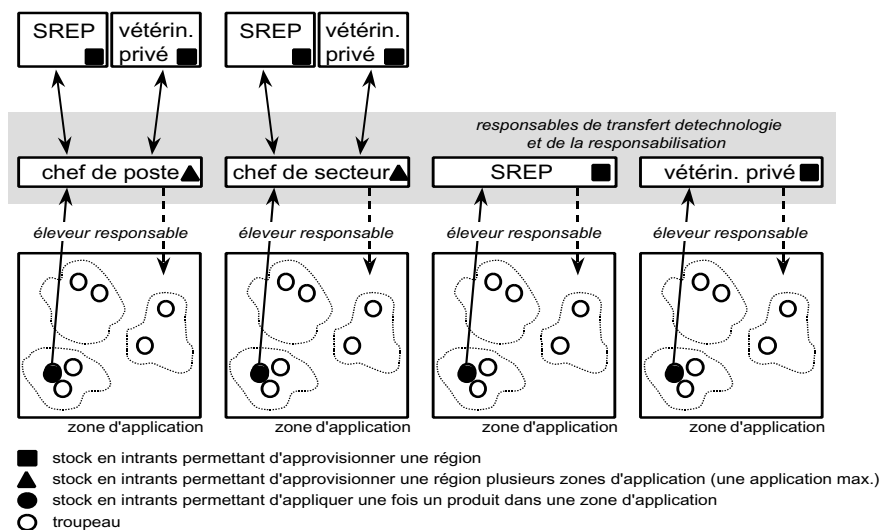 SREP
vétérin.
privé
SREP
vétérin.
privé
responsables de transfert detechnologie
et de la responsabilisation
chef de poste
chef de secteur
SREP
vétérin. privé
éleveur responsable
éleveur responsable
éleveur responsable
éleveur responsable
zone d'application
zone d'application
zone d'application
zone d'application
stock en intrants permettant d'approvisionner une région
stock en intrants permettant d'approvisionner une région plusieurs zones d'application (une application max.)
stock en intrants permettant d'appliquer une fois un produit dans une zone d'application
troupeau